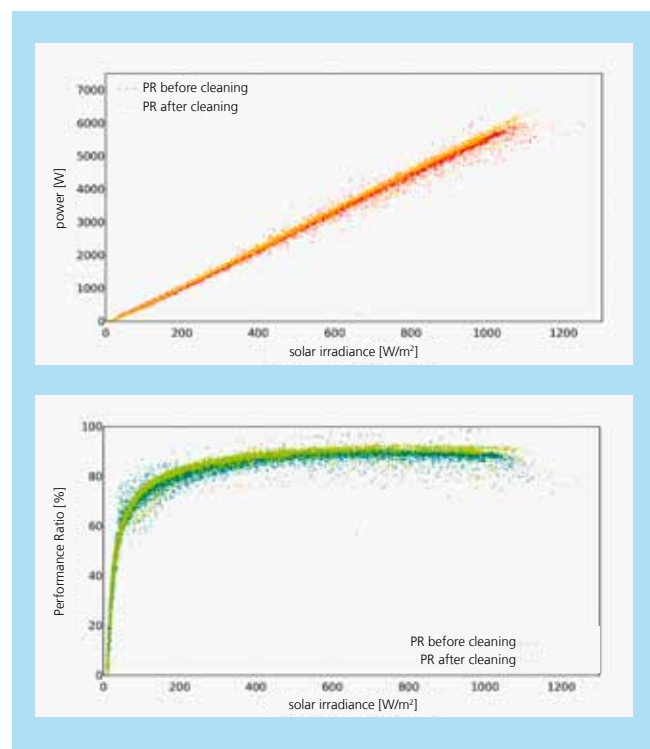 PR before cleaning
PR after cleaning
7000
6000
5000
4000
3000
2000
1000
0
power [W]
0 200 400 600 800 1000 1200
solar irradiance [W/m²]
100
80
60
40
20
0
Performance Ratio [%]
PR before cleaning
PR after cleaning
0 200 400 600 800 1000 1200
solar irradiance [W/m²]